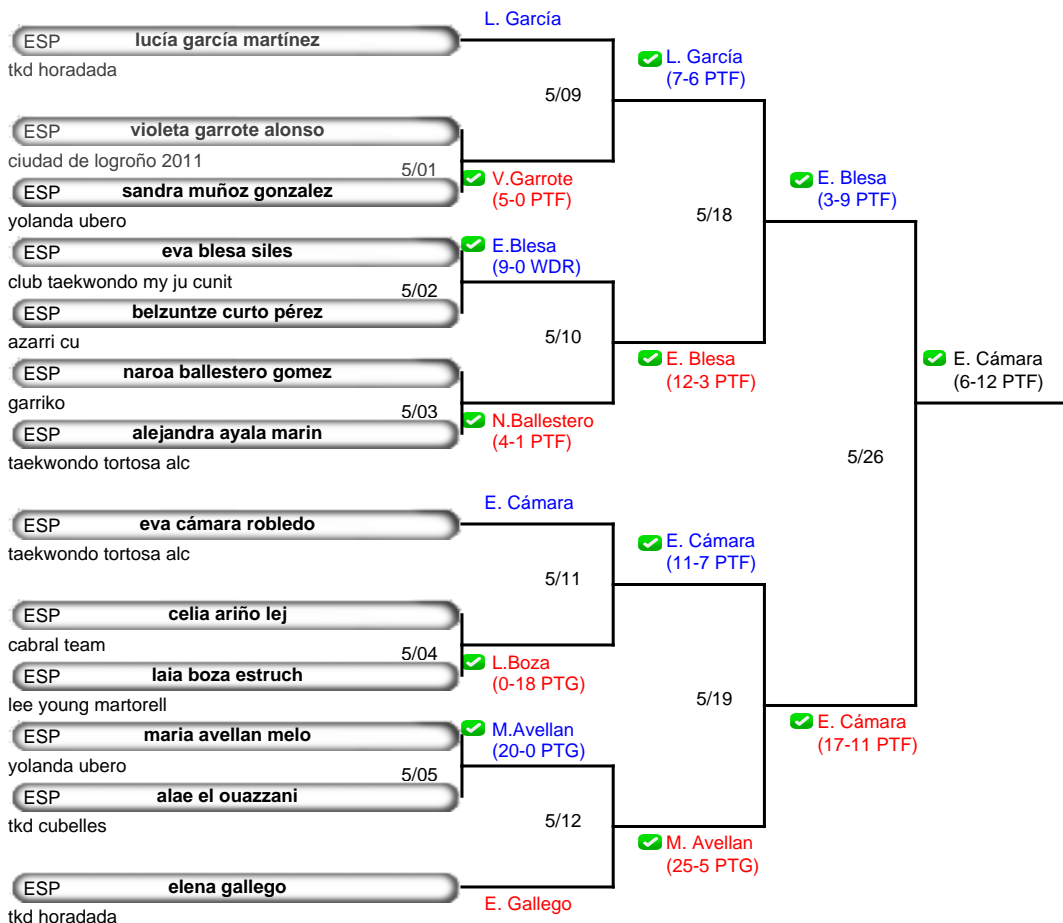 L. García
ESP lucía garcía martínez
tkd horadada
L. García
(7-6 PTF)
5/09
ESP violeta garrote alonso
ciudad de logroño 2011
5/01
V.Garrote
(5-0 PTF)
ESP sandra muñoz gonzalez
yolanda ubero
E. Blesa
(3-9 PTF)
5/18
ESP eva blesa siles
E.Blesa
(9-0 WDR)
club taekwondo my ju cunit
5/02
ESP belzuntze curto pérez
azarri cu
5/10
E. Blesa
(12-3 PTF)
ESP naroa ballestero gomez
garriko
5/03
N.Ballestero
(4-1 PTF)
ESP alejandra ayala marin
taekwondo tortosa alc
E. Cámara
(6-12 PTF)
5/26
E. Cámara
ESP eva cámara robledo
taekwondo tortosa alc
E. Cámara
(11-7 PTF)
5/11
ESP celia ariño lej
cabral team
5/04
L.Boza
(0-18 PTG)
ESP laia boza estruch
lee young martorell
5/19
E. Cámara
(17-11 PTF)
ESP maria avellan melo
M.Avellan
(20-0 PTG)
yolanda ubero
5/05
ESP alae el ouazzani
tkd cubelles
5/12
M. Avellan
(25-5 PTG)
ESP elena gallego
E. Gallego
tkd horadada